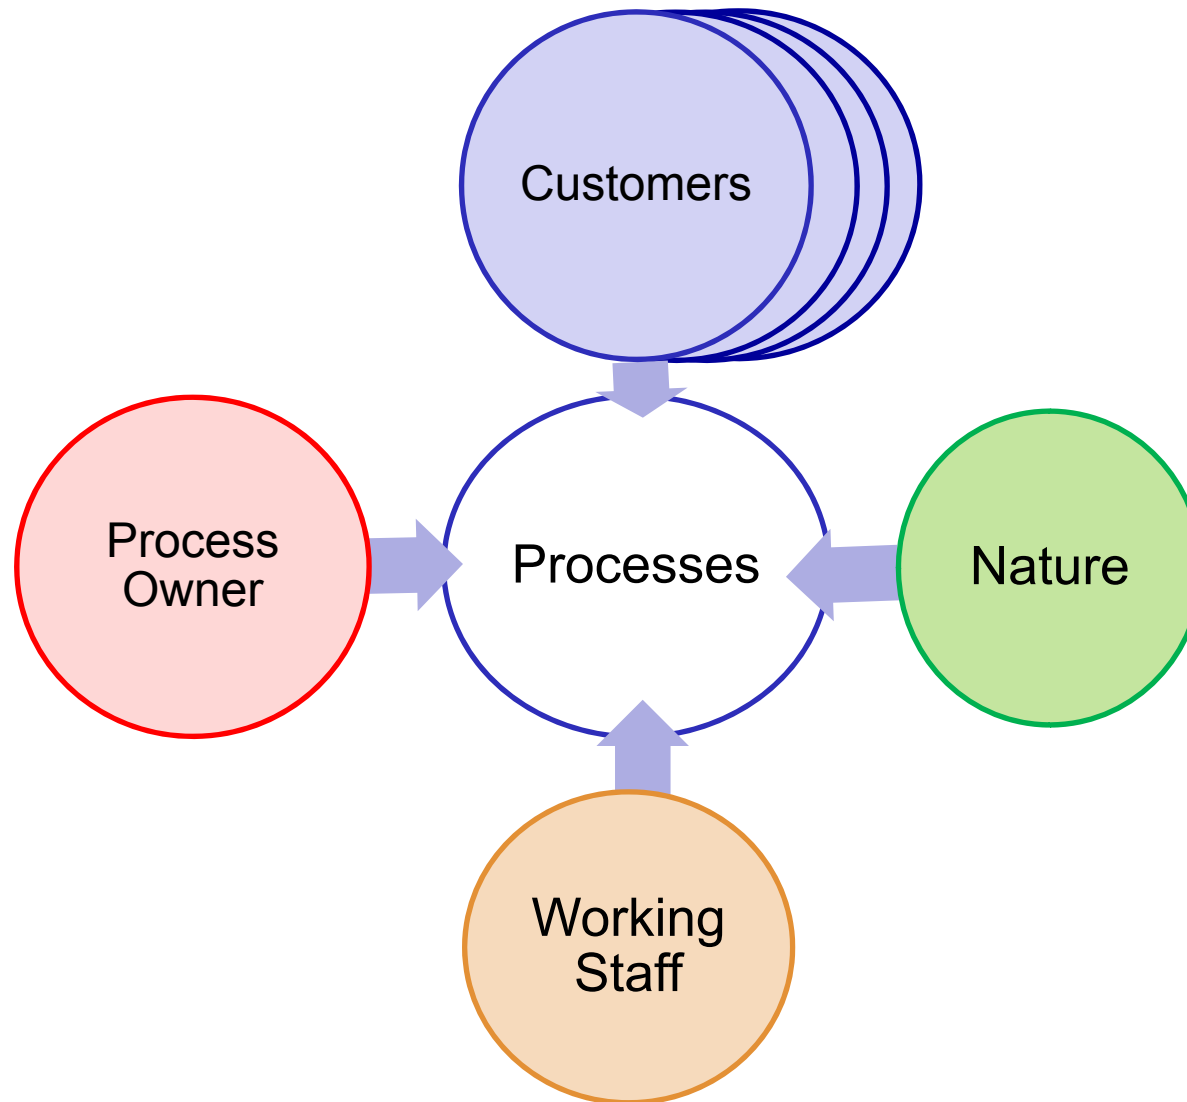 Customers
Process
Owner
Processes
Nature
Working
Staff